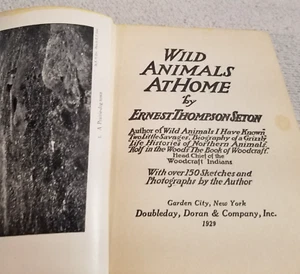 WILD
ANIMALS
AT HOME
by
ERNEST THOMPSON SETON
Author of Wild Animals I Have Known
Two Little Savages, Biography of a Grizzly
Life Histories of Northern Animals
Rolf in the Woods The Book of Woodcraft.
Head Chief of the
Woodcraft Indians
With over 150 Sketches and
Photographs by the Author
Garden City, New York
Doubleday, Doran & Company, Inc.
1929